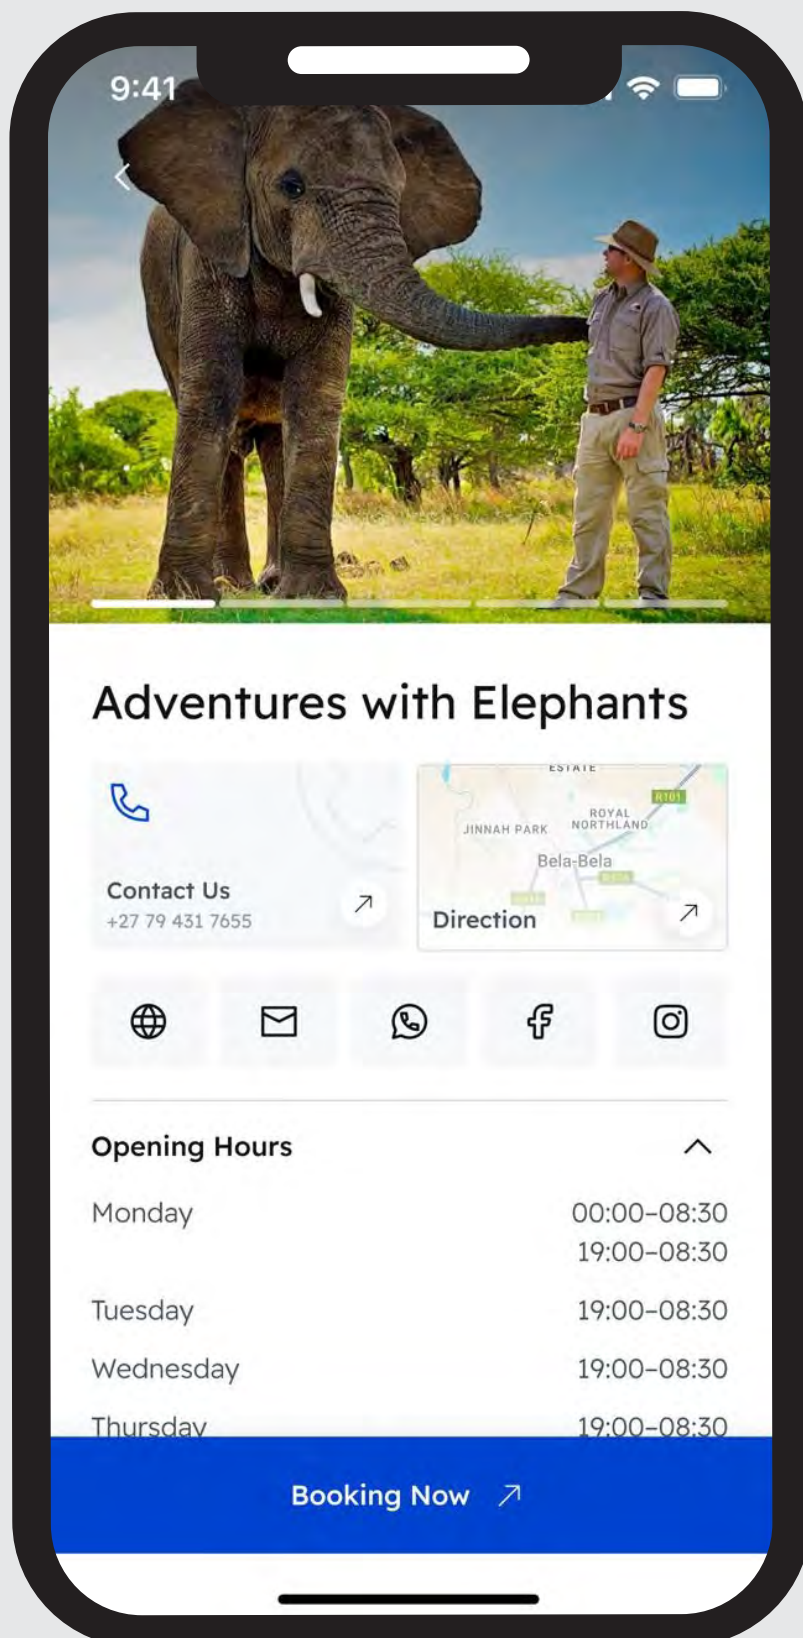 9:41
Adventures with Elephants
ESTATE
R101
JINNAH PARK
ROYAL
NORTHLAND
Bela-Bela
Contact Us
+27 79 431 7655
Direction
Opening Hours
Monday 00:00–08:30
19:00–08:30
Tuesday 19:00–08:30
Wednesday 19:00–08:30
Thursday 19:00–08:30
Booking Now